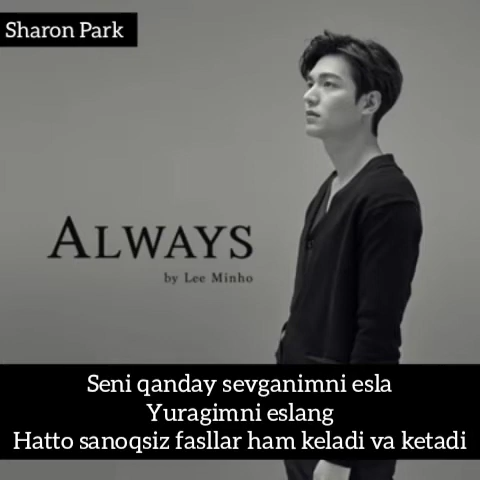 Sharon Park
ALWAYS
by Lee Minho
Seni qanday sevganimni esla
Yuragimni eslang
Hatto sanoqsiz fasllar ham keladi va ketadi